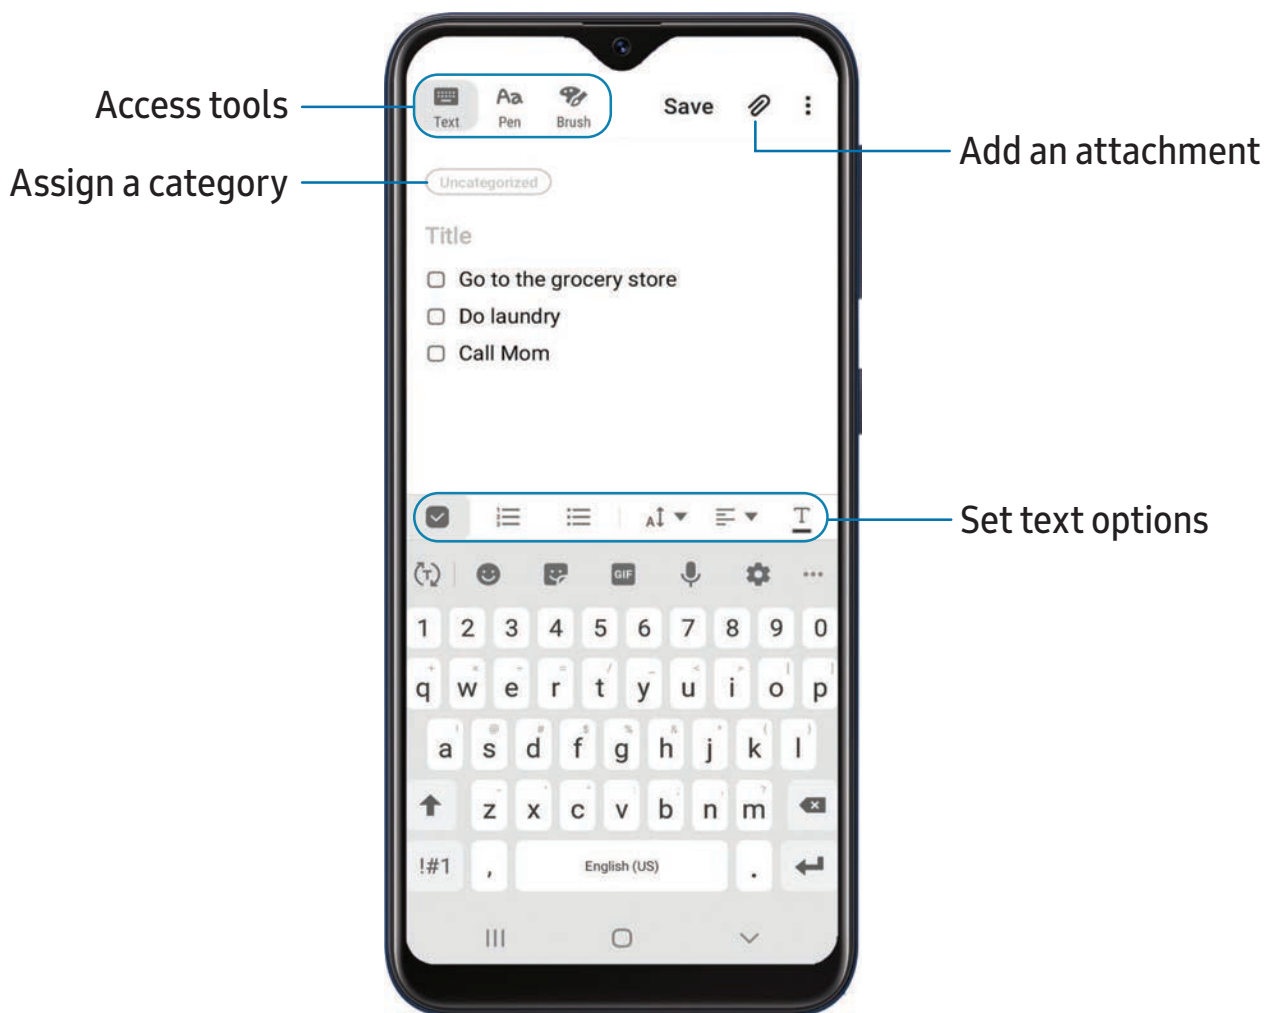 Access tools
Text Pen Brush
Save
Add an attachment
Assign a category
Uncategorized
Title
Go to the grocery store
Do laundry
Call Mom
A T
Set text options
T GIF
1 2 3 4 5 6 7 8 9 0
q w e r t y u i o p
a s d f g h j k l
z x c v b n m
!#1 , English (US) .